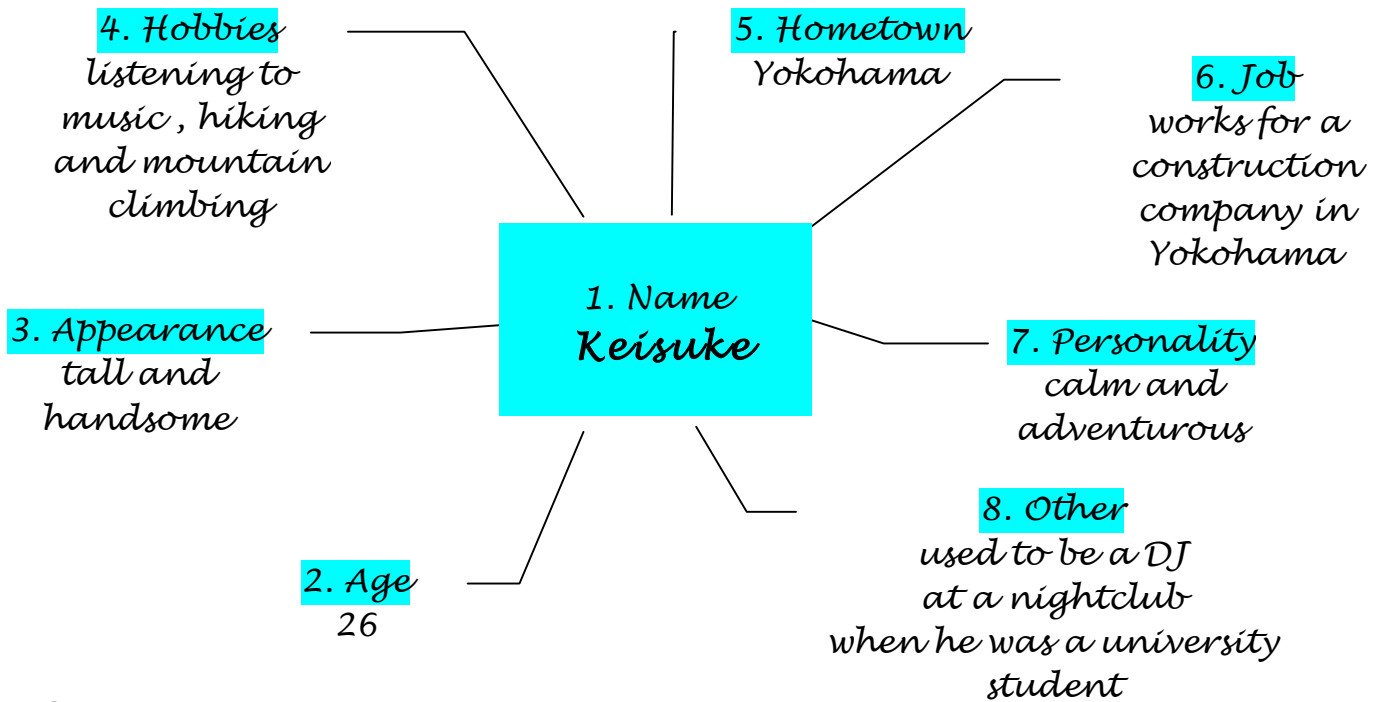 4. Hobbies
listening to
music , hiking
and mountain
climbing
5. Hometown
Yokohama
6. Job
works for a
construction
company in
Yokohama
1. Name
Keisuke
3. Appearance
tall and
handsome
7. Personality
calm and
adventurous
2. Age
26
8. Other
used to be a DJ
at a nightclub
when he was a university
student